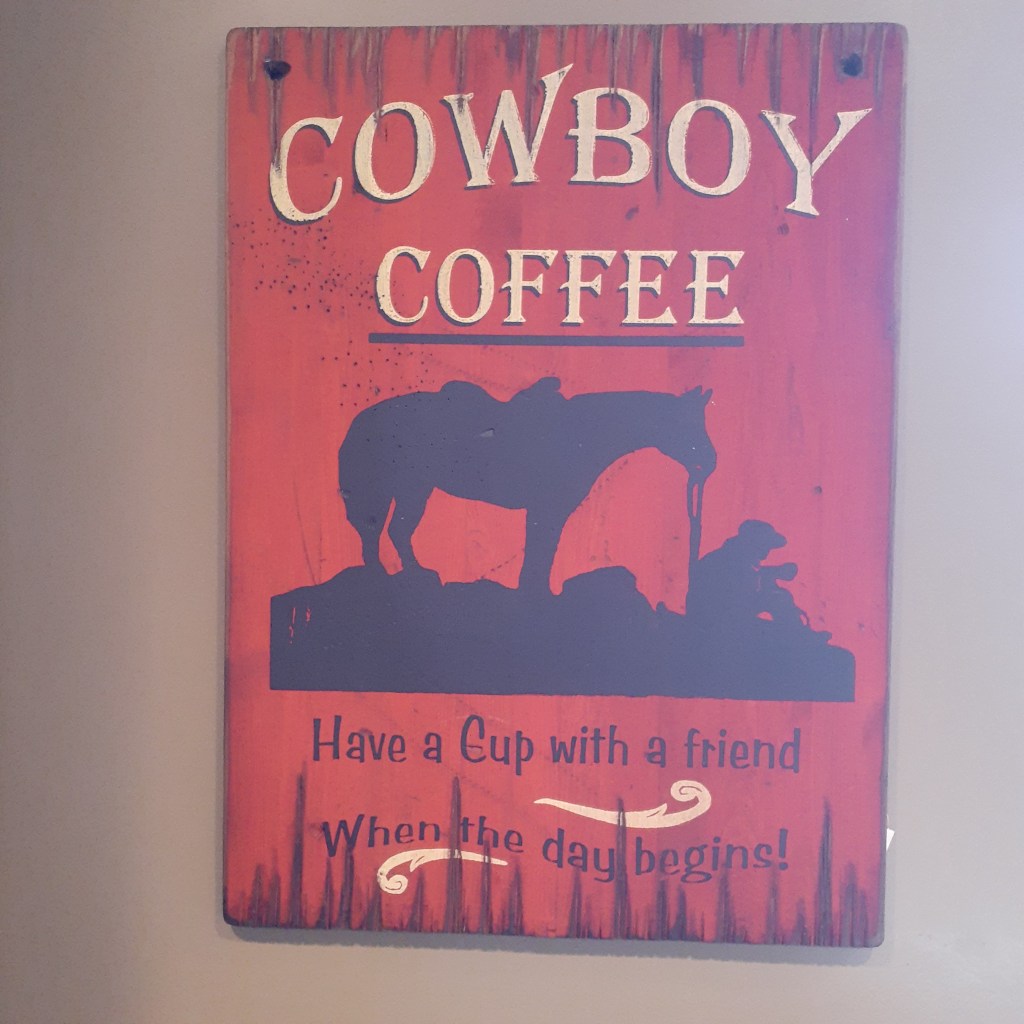 COWBOY
COFFEE
Have a Cup with a friend
When the day begins!